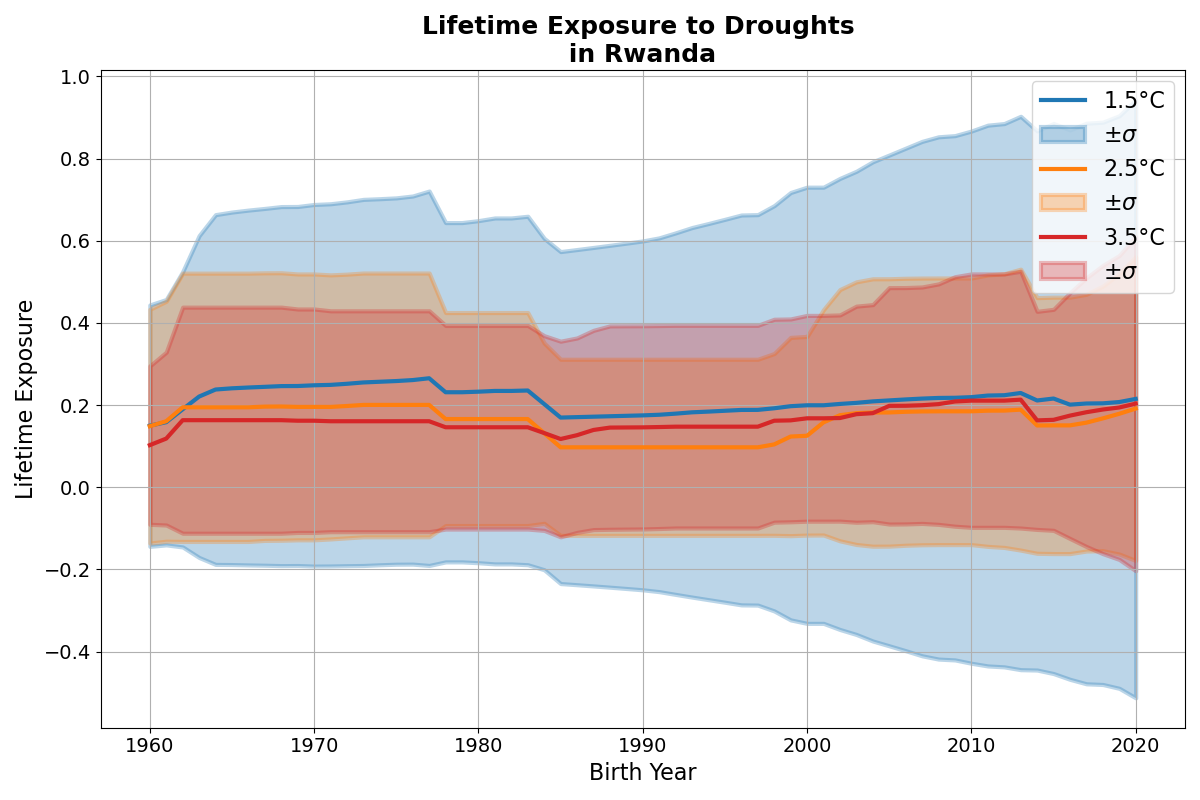 Lifetime Exposure to Droughts
in Rwanda
1.0
0.8
0.6
0.4
0.2
0.0
−0.2
−0.4
Lifetime Exposure
1.5°C
±σ
2.5°C
±σ
3.5°C
±σ
1960 1970 1980 1990 2000 2010 2020
Birth Year